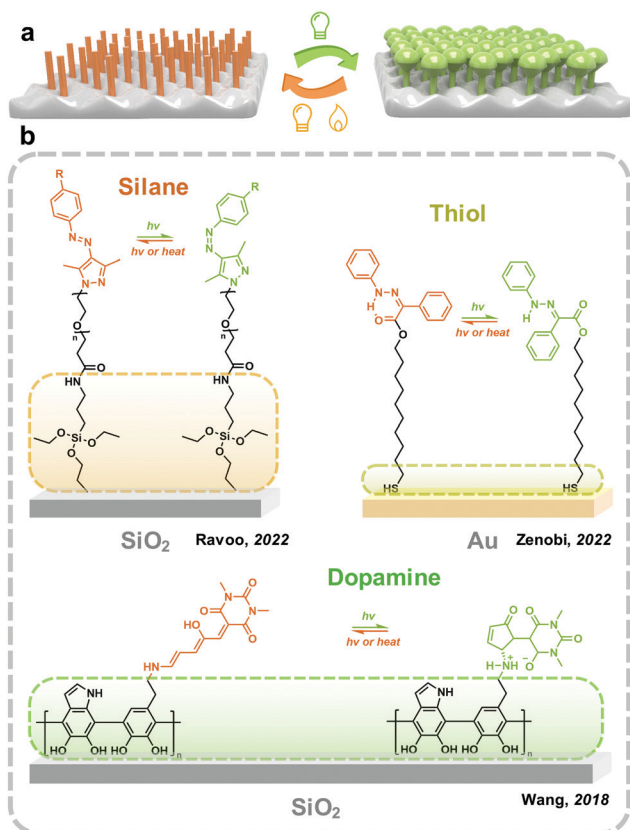 a
b
Silane
Thiol
R
R
N
N
hv
hv or heat
N
N
N
N
N
N
O
n
O
n
O
HN
O
HN
Si
O
O
O
Si
O
O
O
SiO₂ Ravoo, 2022
H
N
N
H
O
O
hv
hv or heat
H
N
N
H
O
O
HS
HS
Au Zenobi, 2022
Dopamine
O
N
HO
O
N
O
HN
hv
hv or heat
O
O
N
O
N
O
H
NH
+
-
NH
HO
OH
HO
OH
n
NH
HO
OH
HO
OH
n
SiO₂
Wang, 2018